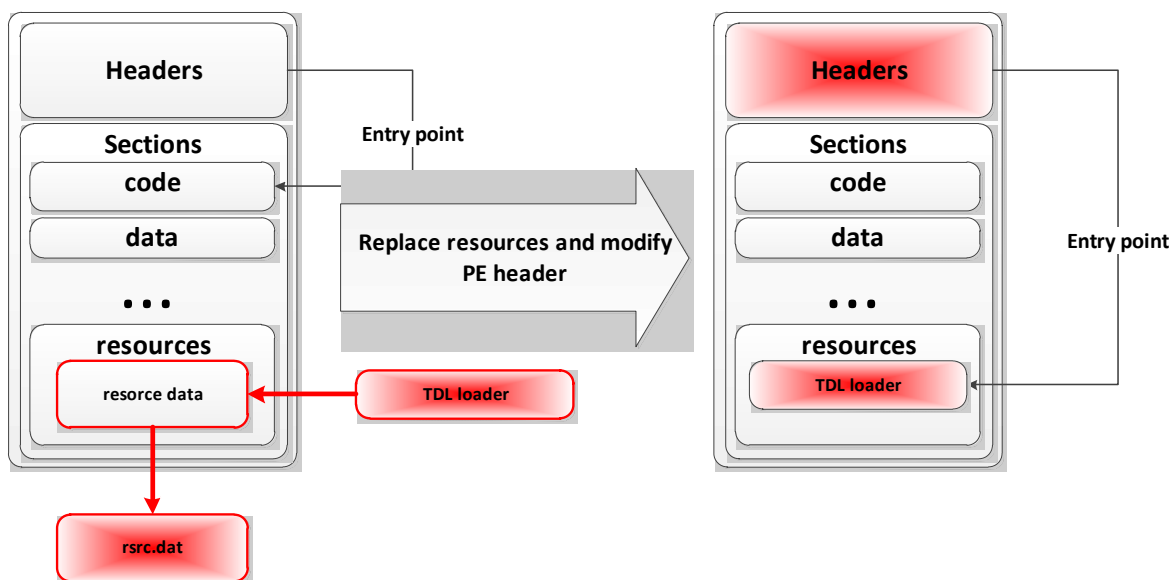 Headers
Entry point
Sections
code
data
...
resources
resorce data
TDL loader
rsrc.dat
Replace resources and modify
PE header
Headers
Entry point
Sections
code
data
...
resources
TDL loader